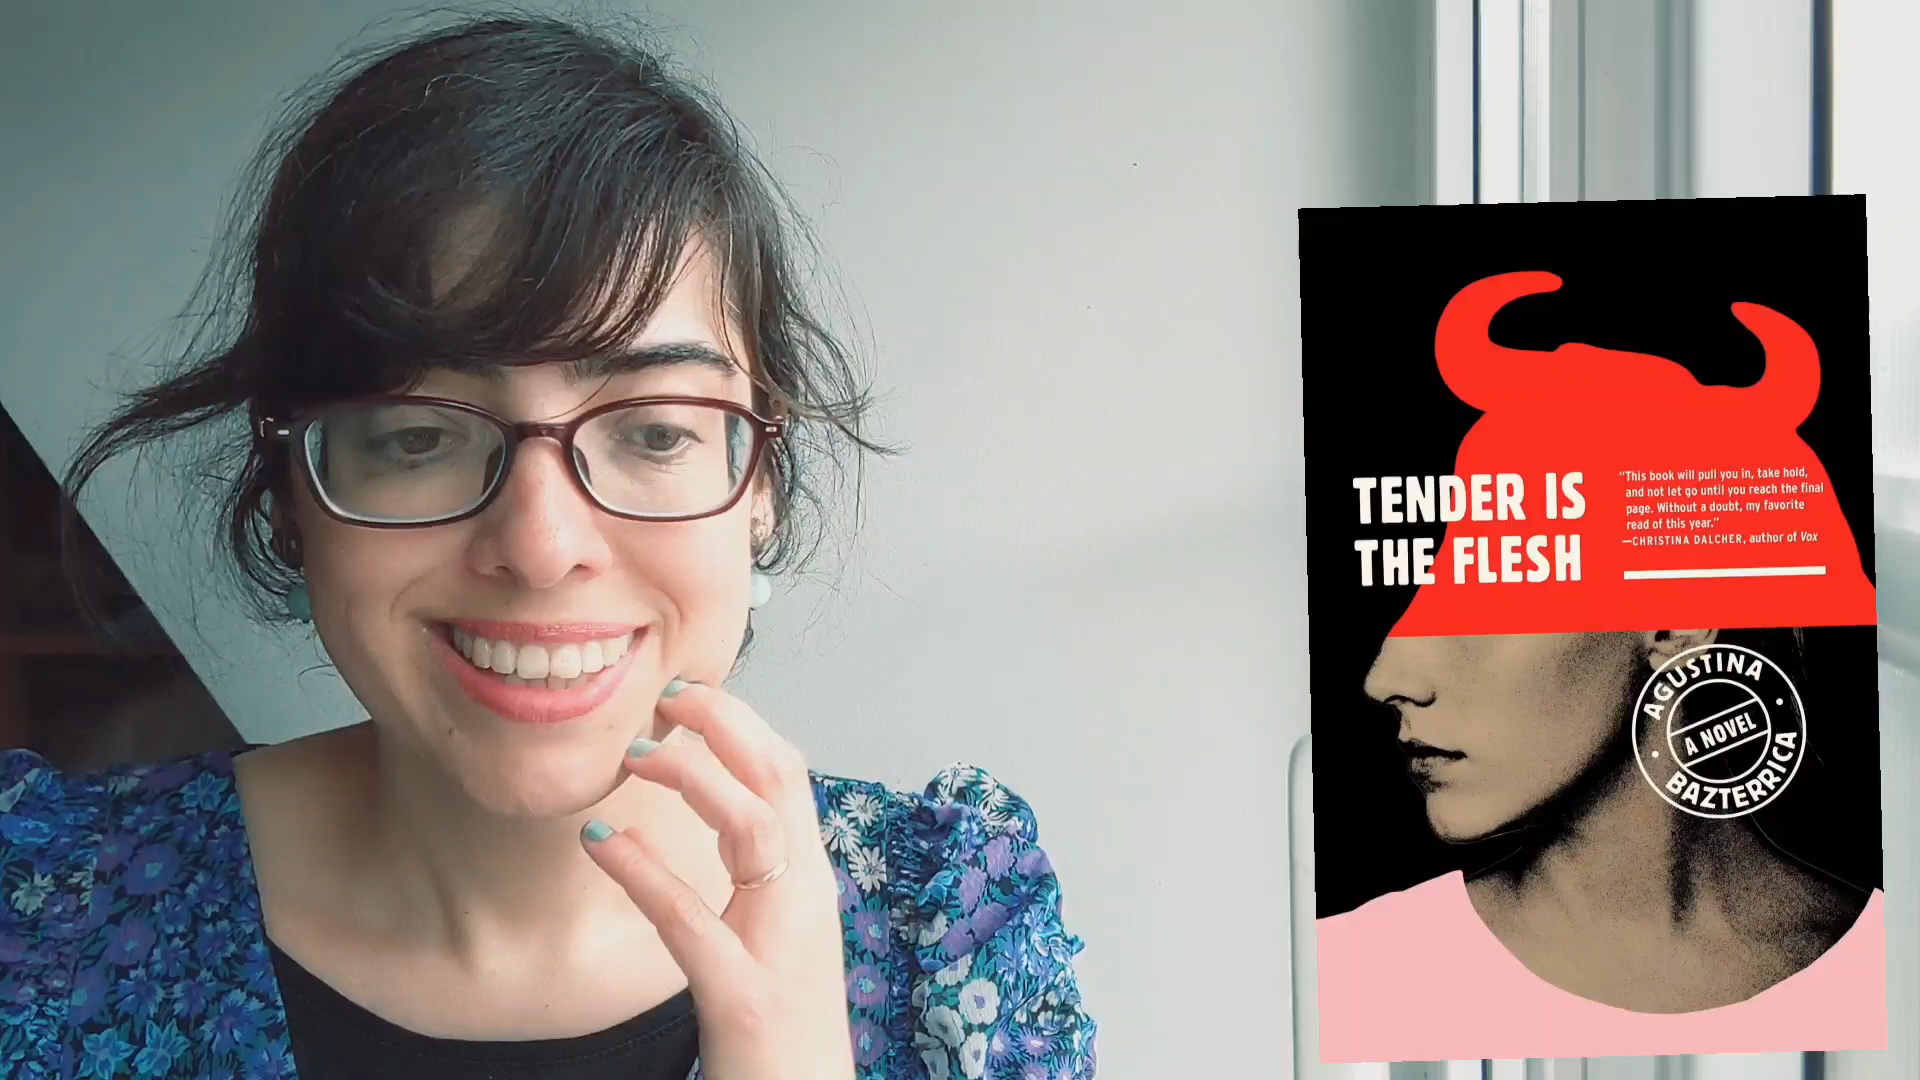 TENDER IS
THE FLESH
"This book will pull you in, take hold,
and not let go until you reach the final
page. Without a doubt, my favorite
read of this year."
—CHRISTINA DALCHER, author of Vox
AGUSTINA
A NOVEL
BAZTERRICA